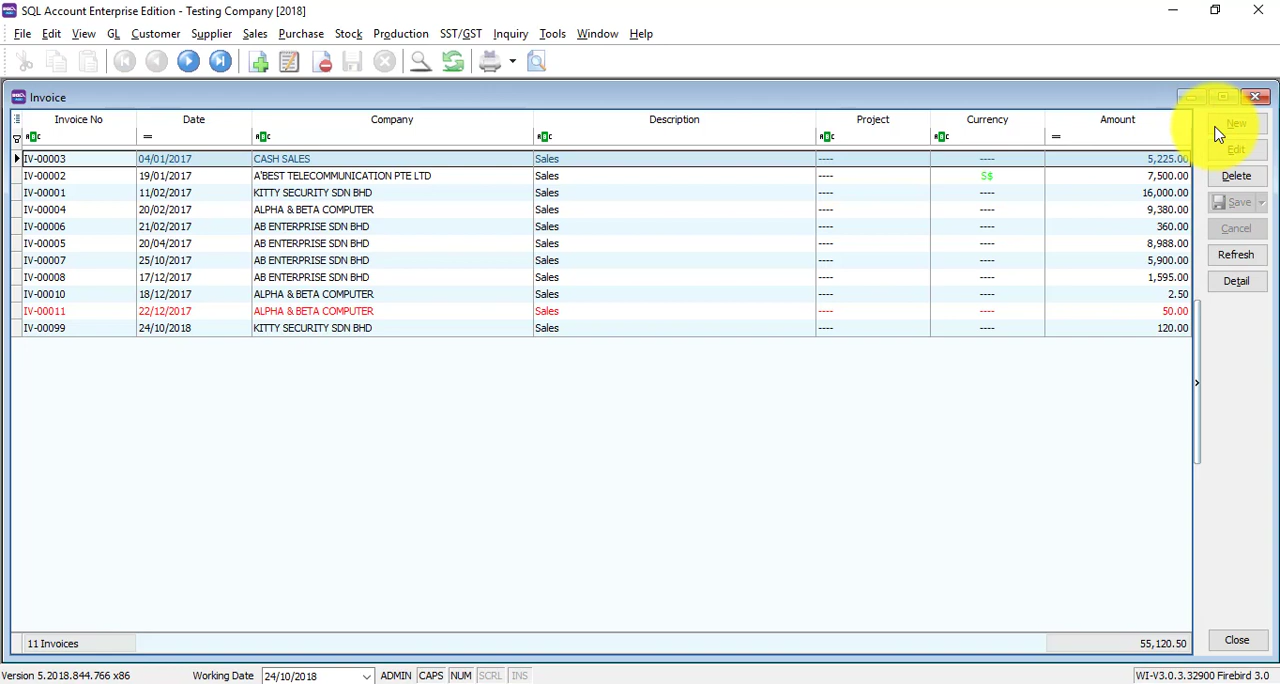 SQL Account Enterprise Edition - Testing Company [2018]
File Edit View GL Customer Supplier Sales Purchase Stock Production SST/GST Inquiry Tools Window Help
Invoice
Invoice No Date Company Description Project Currency Amount New
Edit
IV-00003 04/01/2017 CASH SALES Sales ---- ---- 5,225.00
IV-00002 19/01/2017 A'BEST TELECOMMUNICATION PTE LTD Sales ---- S$ 7,500.00 Delete
IV-00001 11/02/2017 KITTY SECURITY SDN BHD Sales ---- ---- 16,000.00
IV-00004 20/02/2017 ALPHA & BETA COMPUTER Sales ---- ---- 9,380.00 Save
IV-00006 21/02/2017 AB ENTERPRISE SDN BHD Sales ---- ---- 360.00 Cancel
IV-00005 20/04/2017 AB ENTERPRISE SDN BHD Sales ---- ---- 8,988.00
IV-00007 25/10/2017 AB ENTERPRISE SDN BHD Sales ---- ---- 5,900.00 Refresh
IV-00008 17/12/2017 AB ENTERPRISE SDN BHD Sales ---- ---- 1,595.00 Detail
IV-00010 18/12/2017 ALPHA & BETA COMPUTER Sales ---- ---- 2.50
IV-00011 22/12/2017 ALPHA & BETA COMPUTER Sales ---- ---- 50.00
IV-00099 24/10/2018 KITTY SECURITY SDN BHD Sales ---- ---- 120.00
11 Invoices 55,120.50 Close
Version 5.2018.844.766 x86 Working Date 24/10/2018 ADMIN CAPS NUM SCRL INS WI-V3.0.3.32900 Firebird 3.0